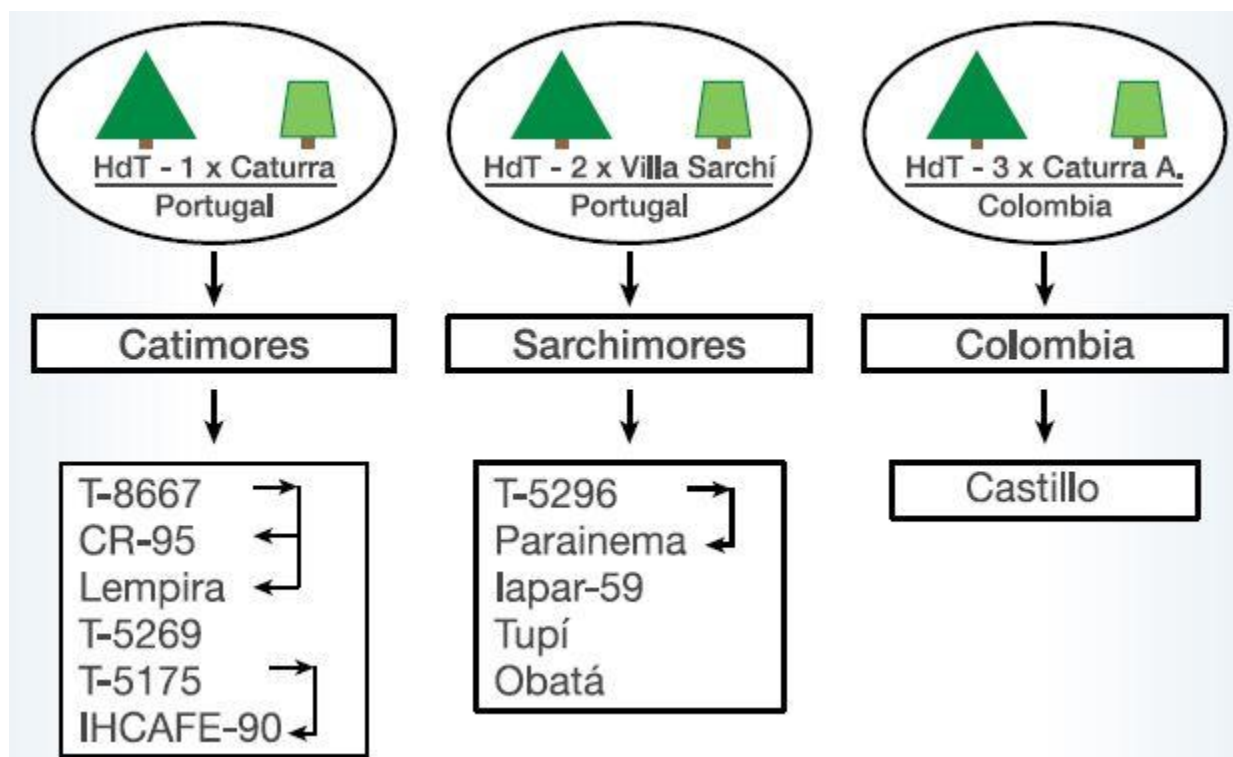 HdT - 1 x Caturra
Portugal
HdT - 2 x Villa Sarchí
Portugal
HdT - 3 x Caturra A.
Colombia
Catimores
Sarchimores
Colombia
T-8667
CR-95
Lempira
T-5269
T-5175
IHCAFE-90
T-5296
Parainema
Iapar-59
Tupí
Obatá
Castillo